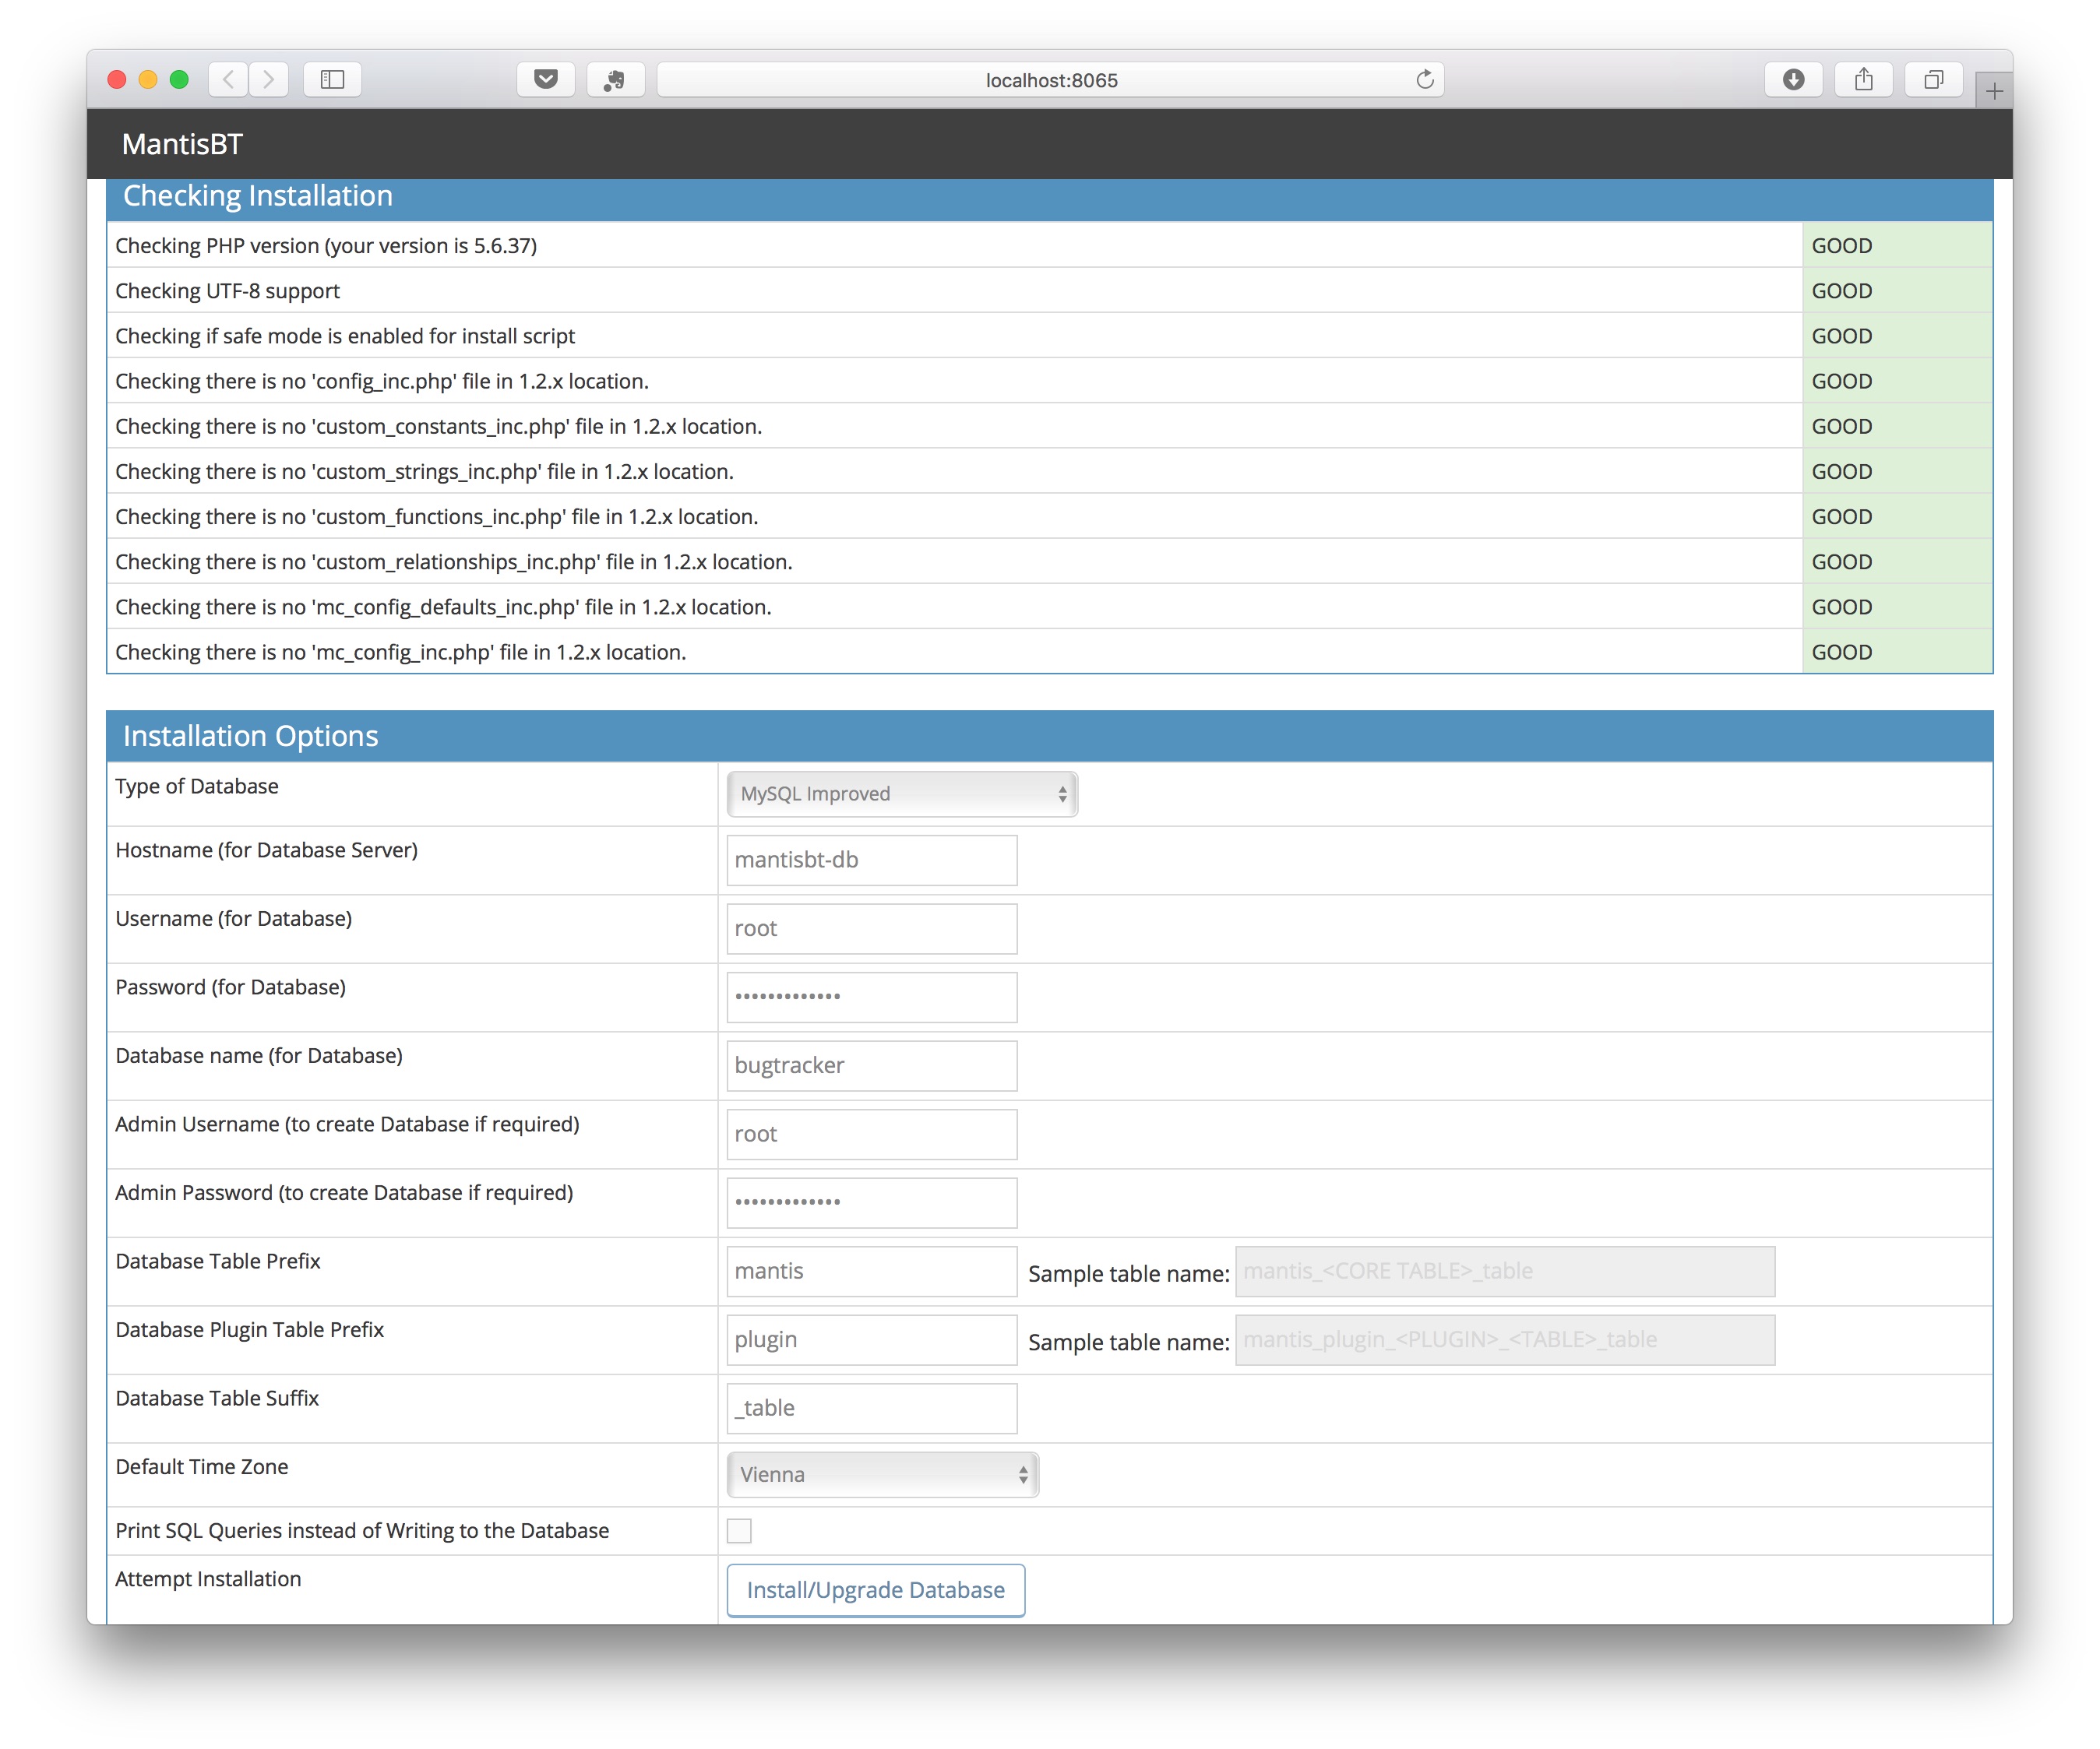 localhost:8065
MantisBT
Checking Installation
Checking PHP version (your version is 5.6.37) GOOD
Checking UTF-8 support GOOD
Checking if safe mode is enabled for install script GOOD
Checking there is no 'config_inc.php' file in 1.2.x location. GOOD
Checking there is no 'custom_constants_inc.php' file in 1.2.x location. GOOD
Checking there is no 'custom_strings_inc.php' file in 1.2.x location. GOOD
Checking there is no 'custom_functions_inc.php' file in 1.2.x location. GOOD
Checking there is no 'custom_relationships_inc.php' file in 1.2.x location. GOOD
Checking there is no 'mc_config_defaults_inc.php' file in 1.2.x location. GOOD
Checking there is no 'mc_config_inc.php' file in 1.2.x location. GOOD
Installation Options
Type of Database MySQL Improved
Hostname (for Database Server) mantisbt-db
Username (for Database) root
Password (for Database) •••••••••••••
Database name (for Database) bugtracker
Admin Username (to create Database if required) root
Admin Password (to create Database if required) •••••••••••••
Database Table Prefix mantis Sample table name: mantis_<CORE TABLE>_table
Database Plugin Table Prefix plugin Sample table name: mantis_plugin_<PLUGIN>_<TABLE>_table
Database Table Suffix _table
Default Time Zone Vienna
Print SQL Queries instead of Writing to the Database
Attempt Installation Install/Upgrade Database